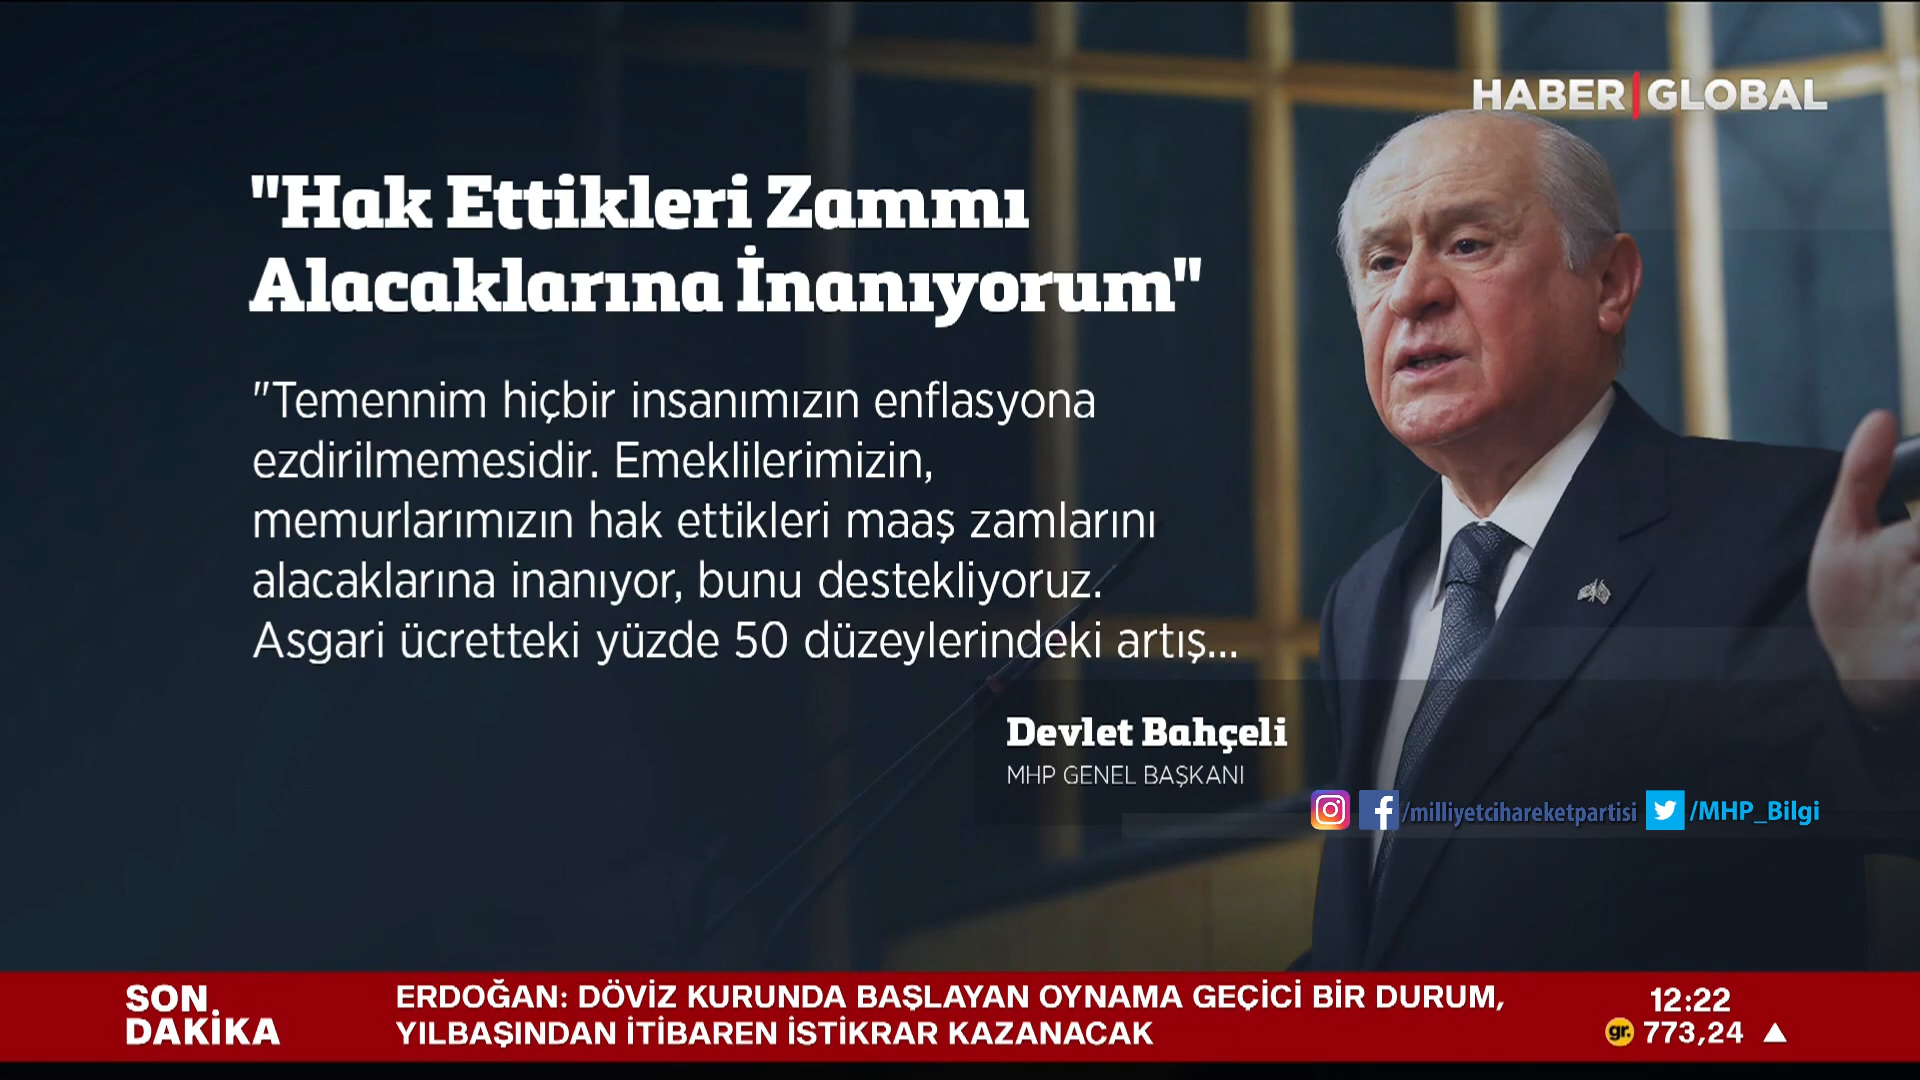 HABER|GLOBAL
"Hak Ettikleri Zammı
Alacaklarına İnanıyorum"
"Temennim hiçbir insanımızın enflasyona
ezdirilmemesidir. Emeklilerimizin,
memurlarımızın hak ettikleri maaş zamlarını
alacaklarına inanıyor, bunu destekliyoruz.
Asgari ücretteki yüzde 50 düzeylerindeki artış...
Devlet Bahçeli
MHP GENEL BAŞKANI
/milliyetcihareketpartisi /MHP_Bilgi
SON DAKİKA
ERDOĞAN: DÖVİZ KURUNDA BAŞLAYAN OYNAMA GEÇİCİ BİR DURUM,
YILBAŞINDAN İTİBAREN İSTİKRAR KAZANACAK
12:22
gr. 773,24 ▲